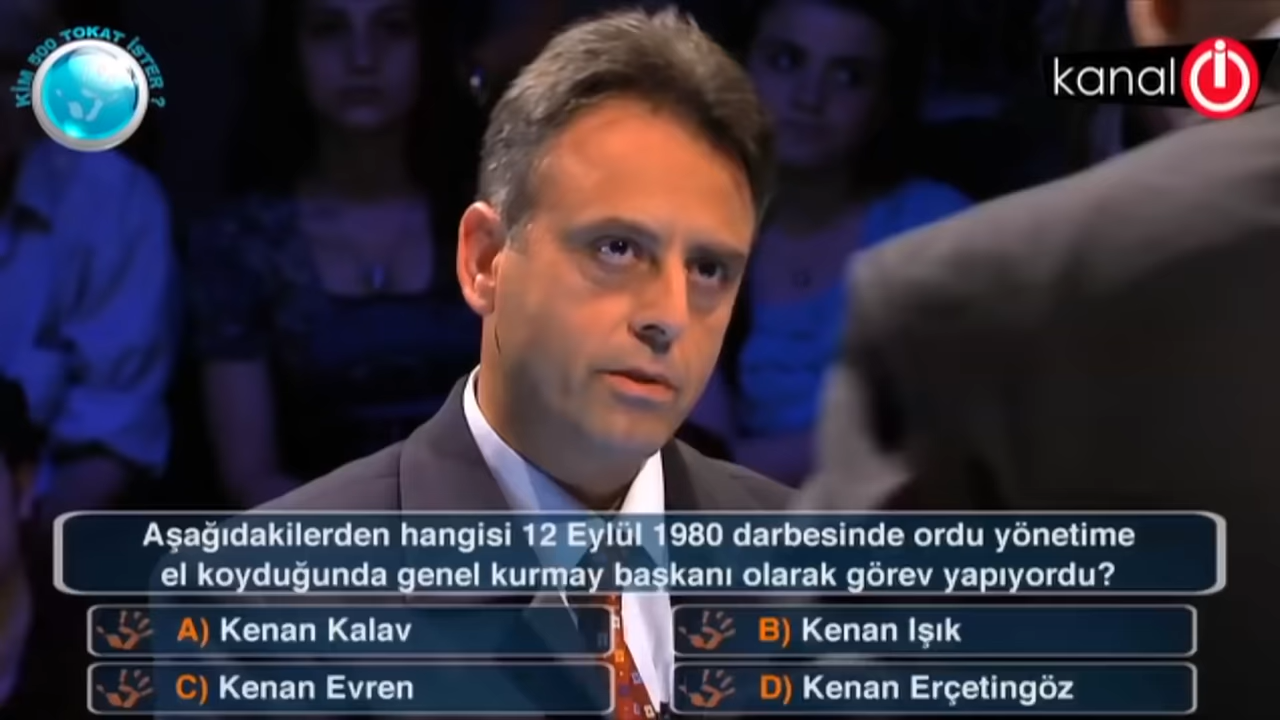 KİM 500 TOKAT İSTER ?
kanal i
Aşağıdakilerden hangisi 12 Eylül 1980 darbesinde ordu yönetime
el koyduğunda genel kurmay başkanı olarak görev yapıyordu?
A) Kenan Kalav
B) Kenan Işık
C) Kenan Evren
D) Kenan Erçetingöz